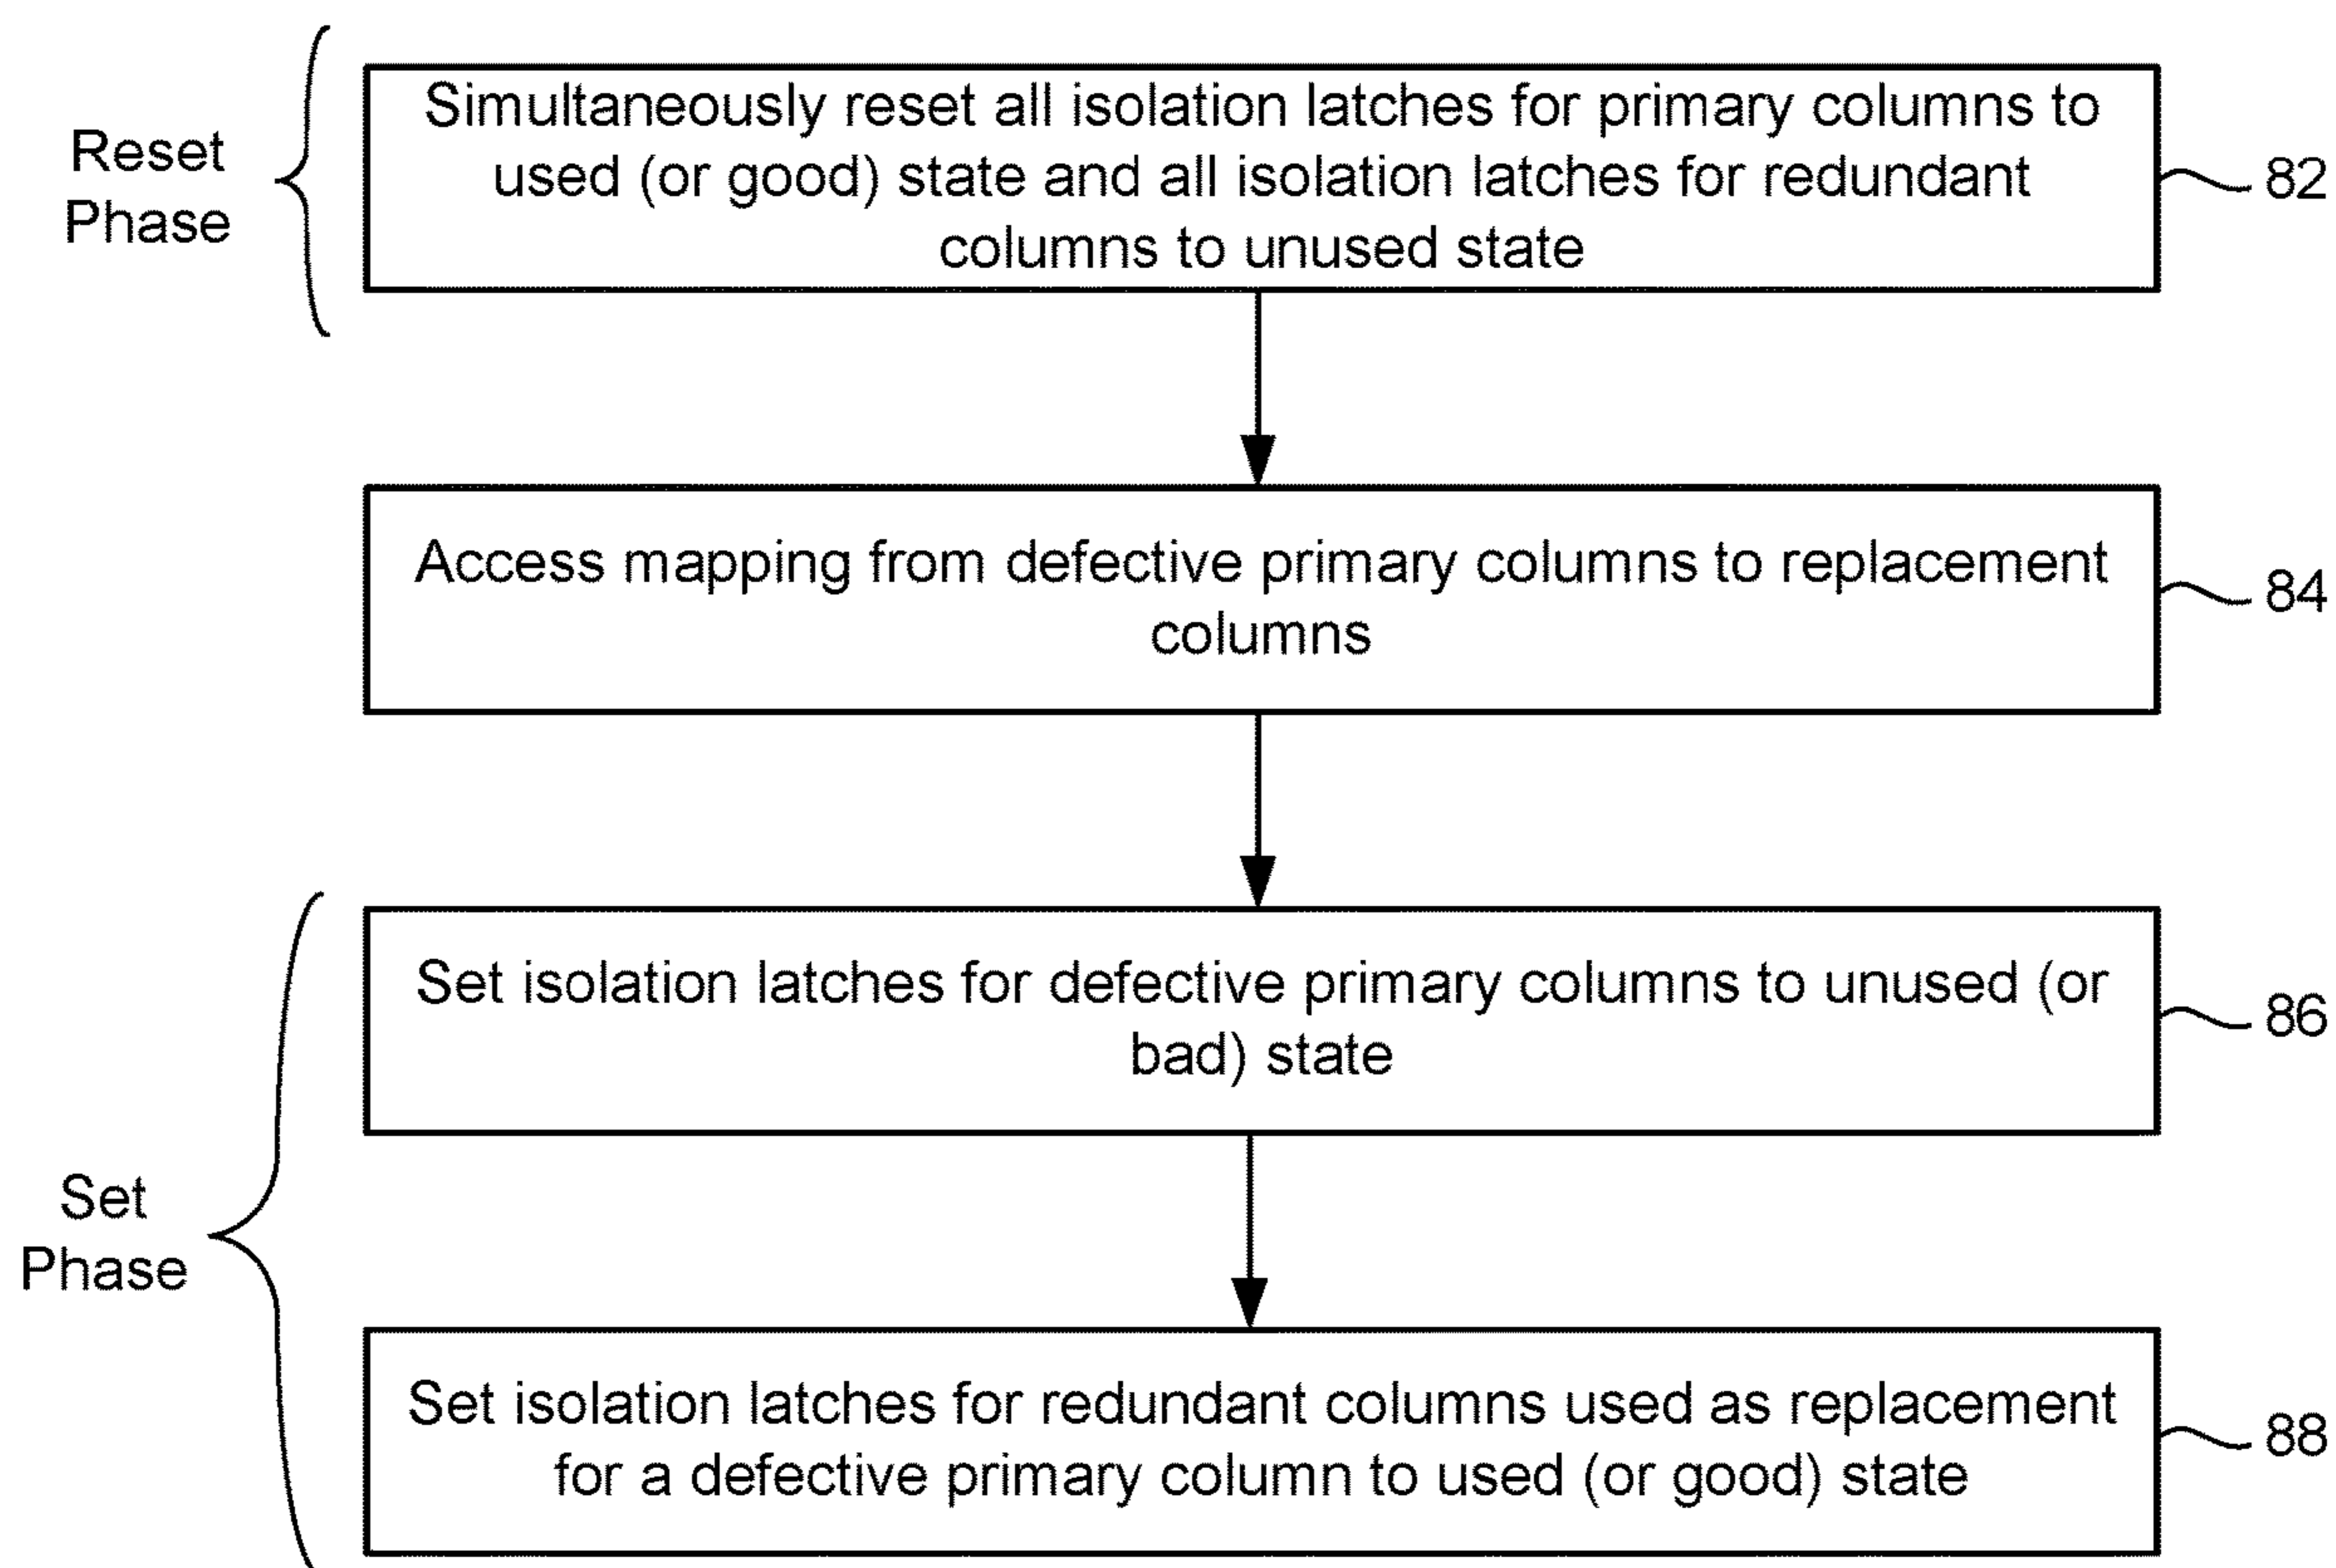 Reset
Phase
Simultaneously reset all isolation latches for primary columns to
used (or good) state and all isolation latches for redundant
columns to unused state
82
Access mapping from defective primary columns to replacement
columns
84
Set
Phase
Set isolation latches for defective primary columns to unused (or
bad) state
86
Set isolation latches for redundant columns used as replacement
for a defective primary column to used (or good) state
88